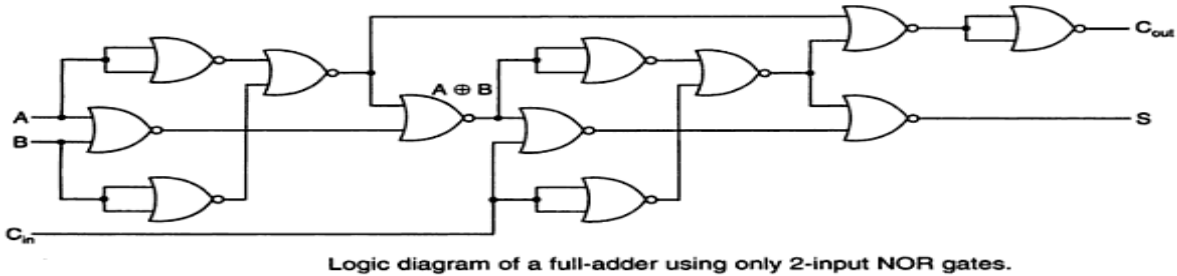 C_out
A ⊕ B
A
S
B
C_in
Logic diagram of a full-adder using only 2-input NOR gates.